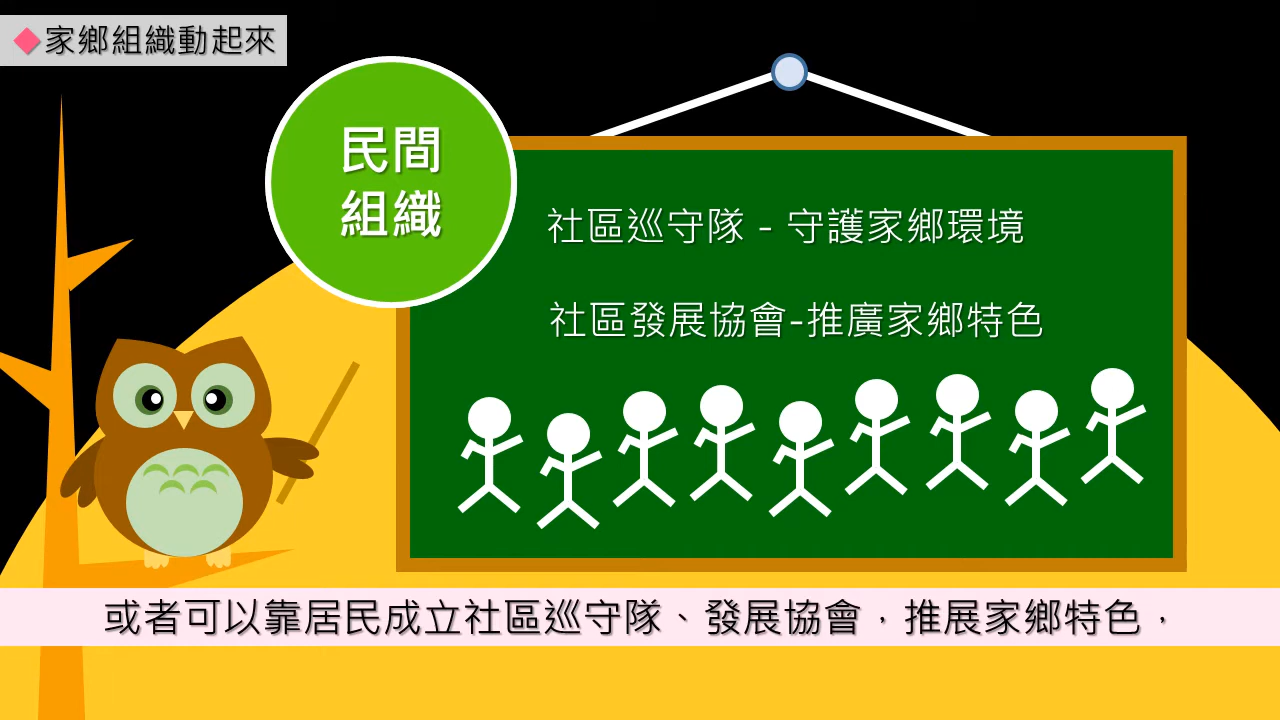 家鄉組織動起來
民間
組織
社區巡守隊 - 守護家鄉環境
社區發展協會-推廣家鄉特色
或者可以靠居民成立社區巡守隊、發展協會，推展家鄉特色，